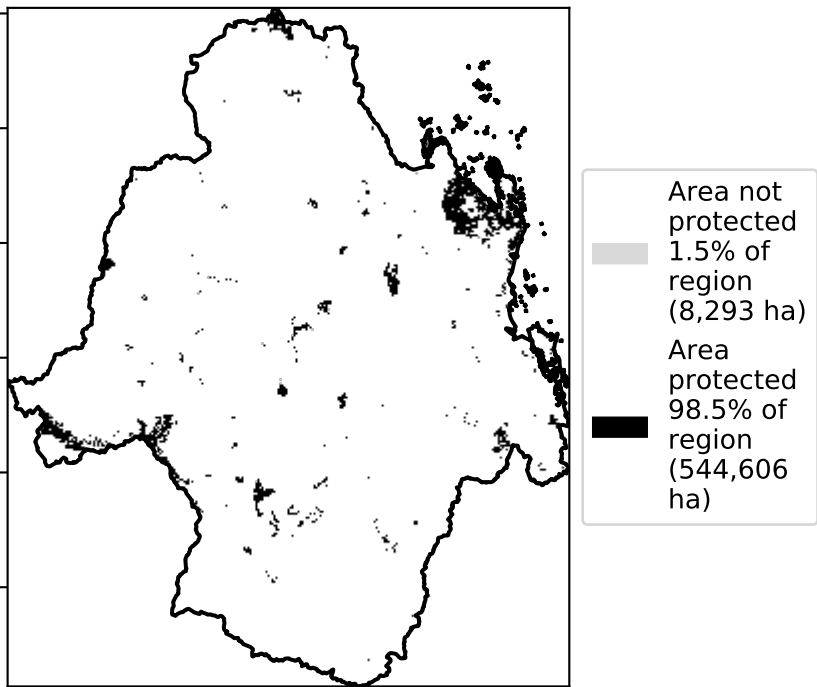 Area not
protected
1.5% of
region
(8,293 ha)
Area
protected
98.5% of
region
(544,606
ha)